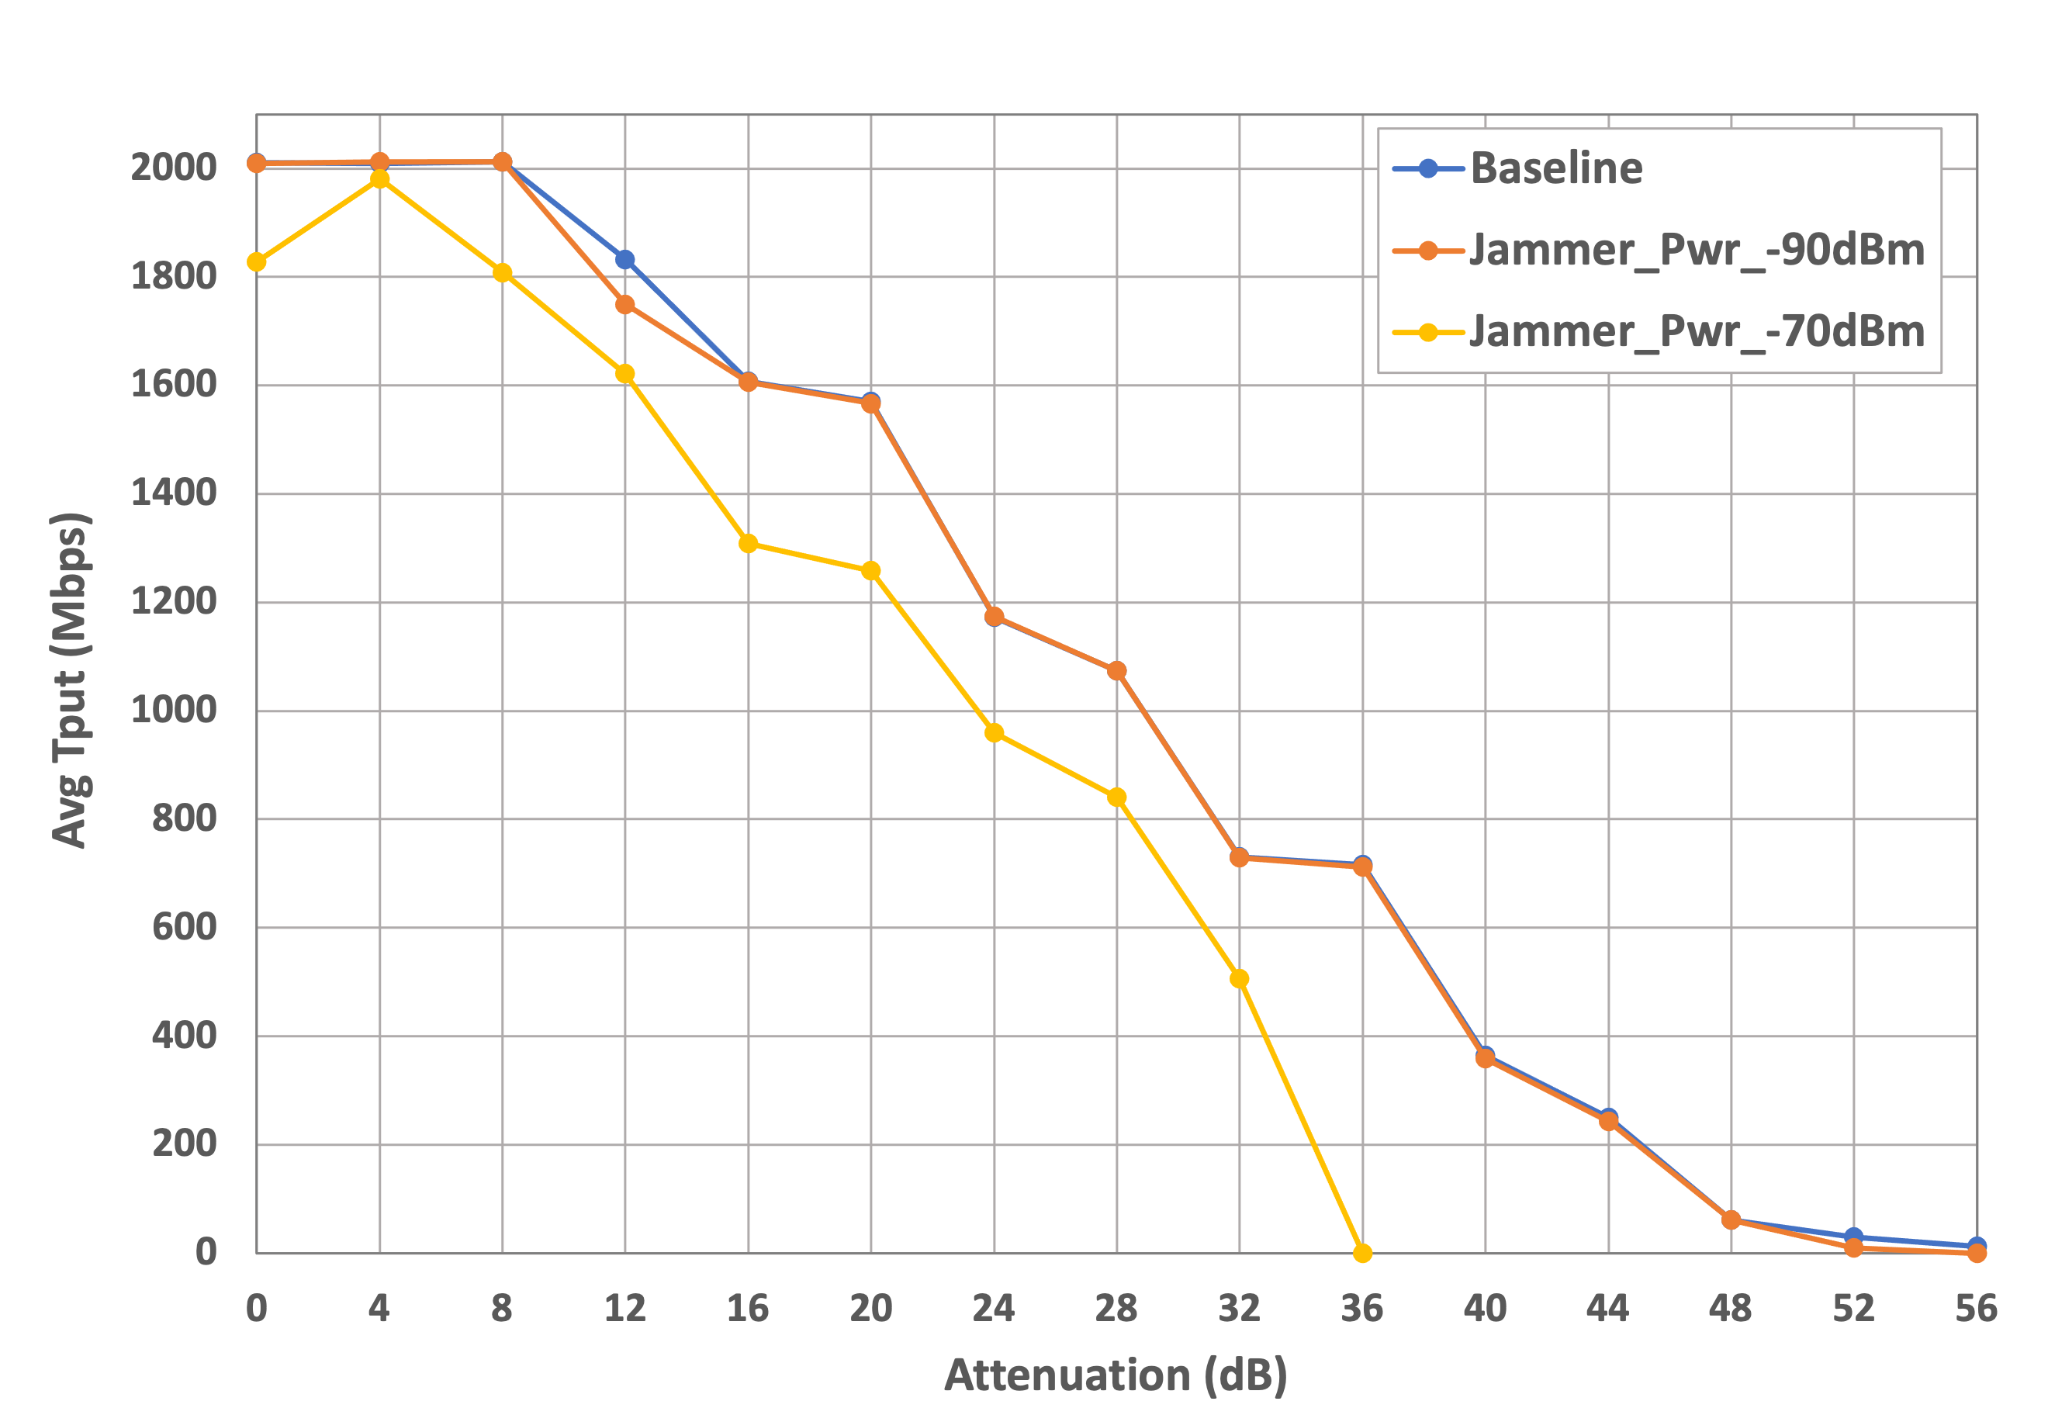 Baseline
Jammer_Pwr_-90dBm
Jammer_Pwr_-70dBm
Avg Tput (Mbps)
2000
1800
1600
1400
1200
1000
800
600
400
200
0
0 4 8 12 16 20 24 28 32 36 40 44 48 52 56
Attenuation (dB)